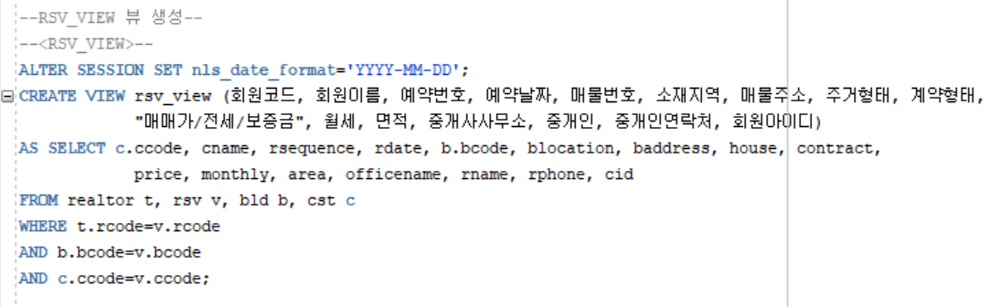 --RSV_VIEW 뷰 생성--
--<RSV_VIEW>--
ALTER SESSION SET nls_date_format='YYYY-MM-DD';
CREATE VIEW rsv_view (회원코드, 회원이름, 예약번호, 예약날짜, 매물번호, 소재지역, 매물주소, 주거형태, 계약형태,
"매매가/전세/보증금", 월세, 면적, 중개사사무소, 중개인, 중개인연락처, 회원아이디)
AS SELECT c.ccode, cname, rsequence, rdate, b.bcode, blocation, baddress, house, contract,
price, monthly, area, officename, rname, rphone, cid
FROM realtor t, rsv v, bld b, cst c
WHERE t.rcode=v.rcode
AND b.bcode=v.bcode
AND c.ccode=v.ccode;